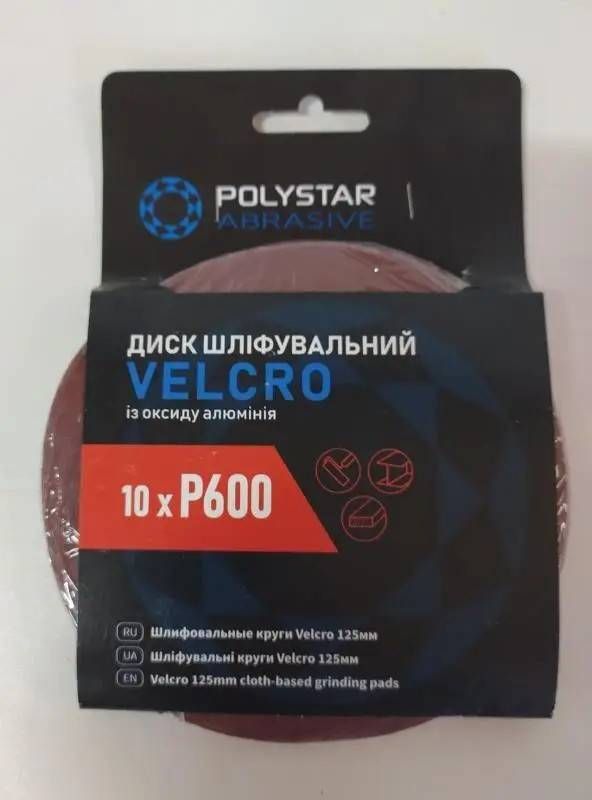 POLYSTAR
ABRASIVE
ДИСК ШЛІФУВАЛЬНИЙ
VELCRO
із оксиду алюмінія
10 x P600
RU Шлифовальные круги Velcro 125мм
UA Шліфувальні круги Velcro 125мм
EN Velcro 125mm cloth-based grinding pads